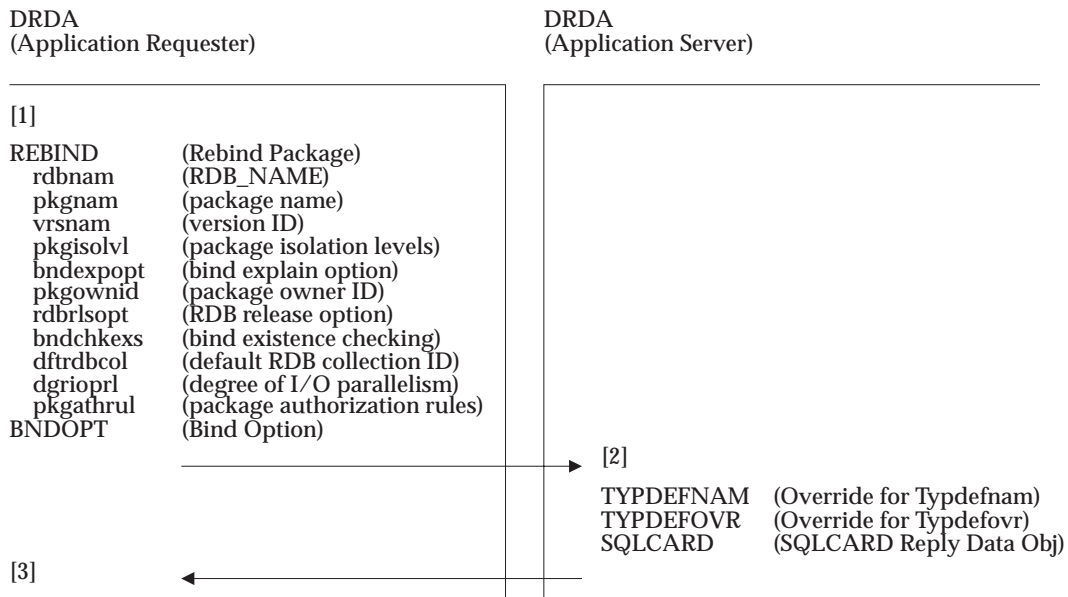 DRDA
(Application Requester)
DRDA
(Application Server)
[1]
REBIND (Rebind Package)
rdbnam (RDB_NAME)
pkgnam (package name)
vrsnam (version ID)
pkgisolvl (package isolation levels)
bndexpopt (bind explain option)
pkgownid (package owner ID)
rdbrlsopt (RDB release option)
bndchkexs (bind existence checking)
dftrdbcol (default RDB collection ID)
dgrioprl (degree of I/O parallelism)
pkgathrul (package authorization rules)
BNDOPT (Bind Option)
[2]
TYPDEFNAM (Override for Typdefnam)
TYPDEFOVR (Override for Typdefovr)
SQLCARD (SQLCARD Reply Data Obj)
[3]